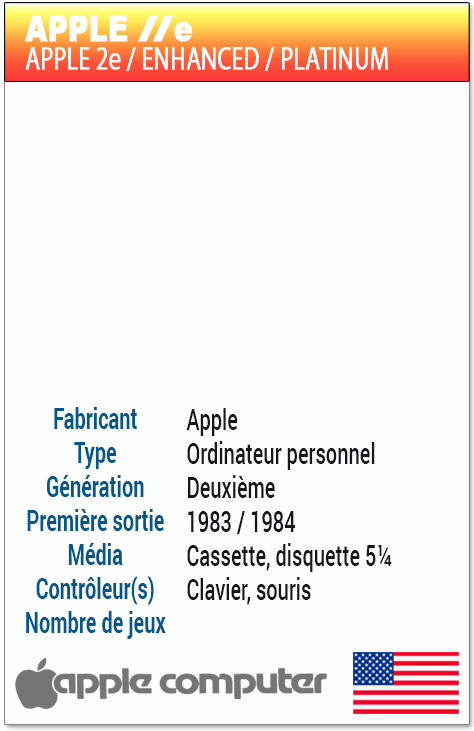 APPLE //e
APPLE 2e / ENHANCED / PLATINUM
Fabricant Apple
Type Ordinateur personnel
Génération Deuxième
Première sortie 1983 / 1984
Média Cassette, disquette 5¼
Contrôleur(s) Clavier, souris
Nombre de jeux
apple computer